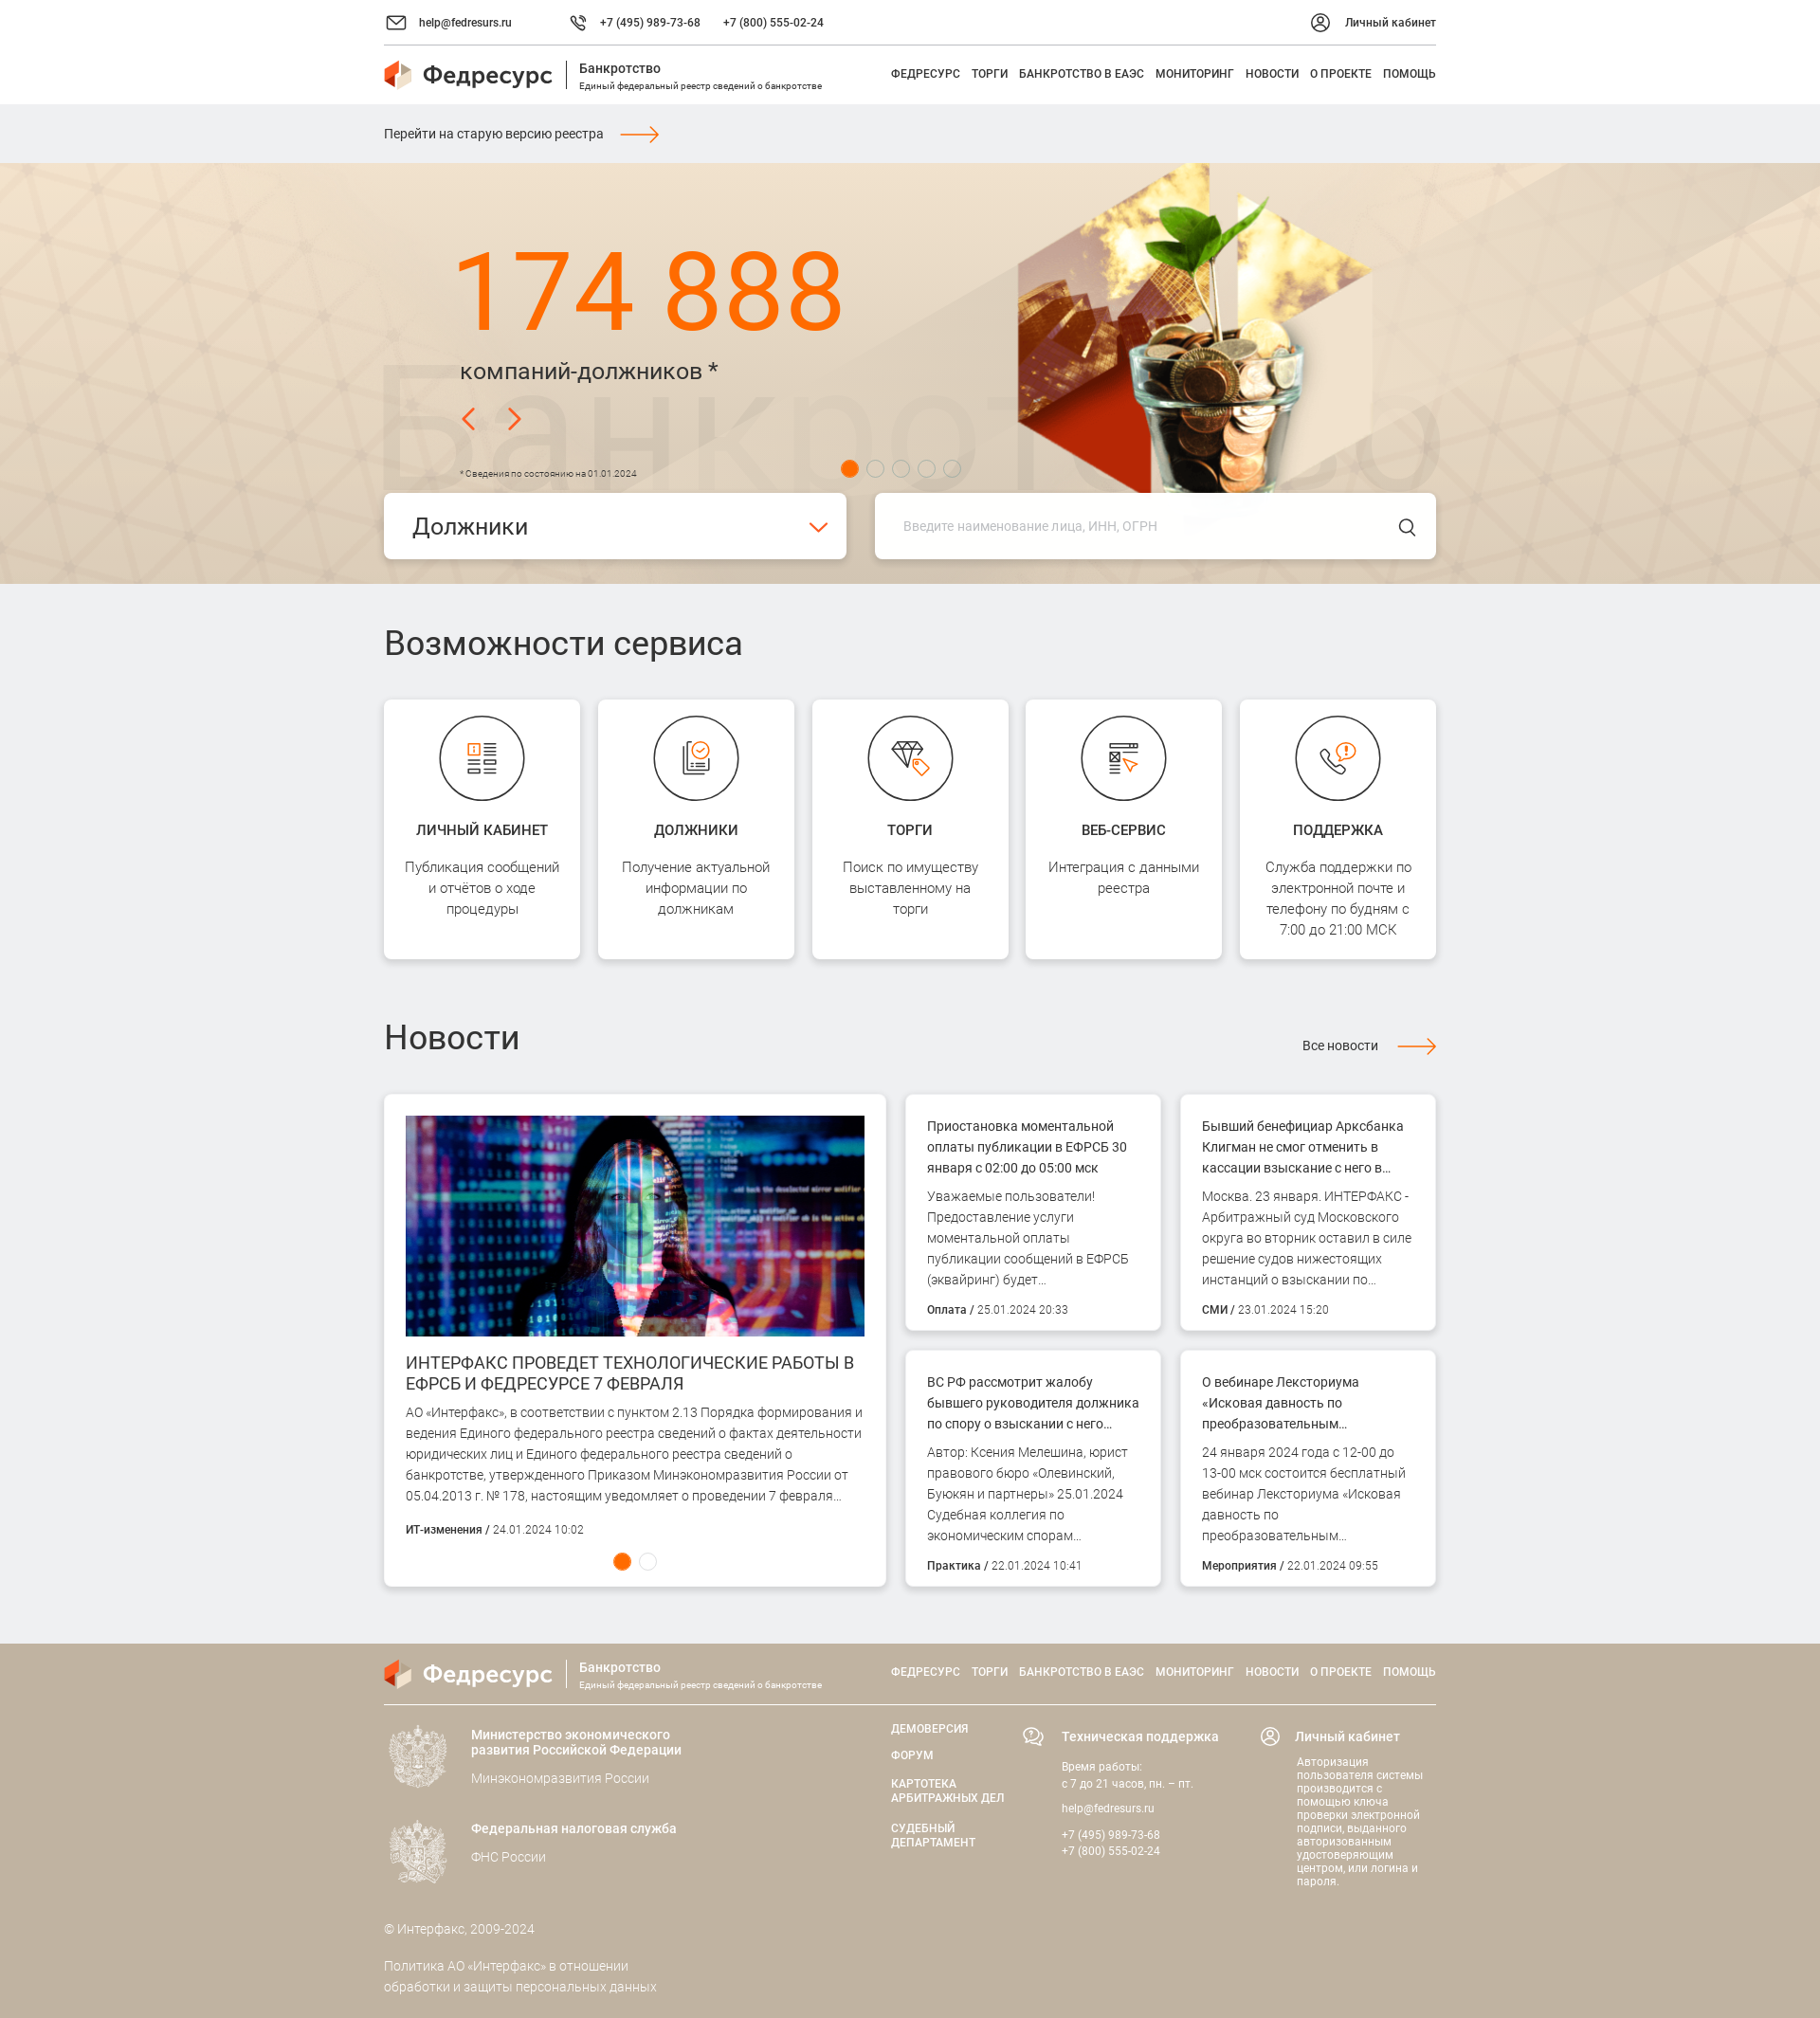 help@fedresurs.ru
+7 (495) 989-73-68
+7 (800) 555-02-24
Личный кабинет
Федресурс
Банкротство
Единый федеральный реестр сведений о банкротстве
ФЕДРЕСУРС ТОРГИ БАНКРОТСТВО В ЕАЭС МОНИТОРИНГ НОВОСТИ О ПРОЕКТЕ ПОМОЩЬ
Перейти на старую версию реестра
174 888
компаний-должников *
* Сведения по состоянию на 01.01.2024
Должники
Введите наименование лица, ИНН, ОГРН
Возможности сервиса
ЛИЧНЫЙ КАБИНЕТ
Публикация сообщений
и отчётов о ходе
процедуры
ДОЛЖНИКИ
Получение актуальной
информации по
должникам
ТОРГИ
Поиск по имуществу
выставленному на
торги
ВЕБ-СЕРВИС
Интеграция с данными
реестра
ПОДДЕРЖКА
Служба поддержки по
электронной почте и
телефону по будням с
7:00 до 21:00 МСК
Новости
Все новости
ИНТЕРФАКС ПРОВЕДЕТ ТЕХНОЛОГИЧЕСКИЕ РАБОТЫ В
ЕФРСБ И ФЕДРЕСУРСЕ 7 ФЕВРАЛЯ
АО «Интерфакс», в соответствии с пунктом 2.13 Порядка формирования и
ведения Единого федерального реестра сведений о фактах деятельности
юридических лиц и Единого федерального реестра сведений о
банкротстве, утвержденного Приказом Минэкономразвития России от
05.04.2013 г. № 178, настоящим уведомляет о проведении 7 февраля...
ИТ-изменения / 24.01.2024 10:02
Приостановка моментальной
оплаты публикации в ЕФРСБ 30
января с 02:00 до 05:00 мск
Уважаемые пользователи!
Предоставление услуги
моментальной оплаты
публикации сообщений в ЕФРСБ
(эквайринг) будет...
Оплата / 25.01.2024 20:33
Бывший бенефициар Арксбанка
Клигман не смог отменить в
кассации взыскание с него в...
Москва. 23 января. ИНТЕРФАКС -
Арбитражный суд Московского
округа во вторник оставил в силе
решение судов нижестоящих
инстанций о взыскании по...
СМИ / 23.01.2024 15:20
ВС РФ рассмотрит жалобу
бывшего руководителя должника
по спору о взыскании с него...
Автор: Ксения Мелешина, юрист
правового бюро «Олевинский,
Буюкян и партнеры» 25.01.2024
Судебная коллегия по
экономическим спорам...
Практика / 22.01.2024 10:41
О вебинаре Лексториума
«Исковая давность по
преобразовательным...
24 января 2024 года с 12-00 до
13-00 мск состоится бесплатный
вебинар Лексториума «Исковая
давность по
преобразовательным...
Мероприятия / 22.01.2024 09:55
Федресурс
Банкротство
Единый федеральный реестр сведений о банкротстве
ФЕДРЕСУРС ТОРГИ БАНКРОТСТВО В ЕАЭС МОНИТОРИНГ НОВОСТИ О ПРОЕКТЕ ПОМОЩЬ
Министерство экономического
развития Российской Федерации
Минэкономразвития России
Федеральная налоговая служба
ФНС России
ДЕМОВЕРСИЯ
ФОРУМ
КАРТОТЕКА
АРБИТРАЖНЫХ ДЕЛ
СУДЕБНЫЙ
ДЕПАРТАМЕНТ
Техническая поддержка
Время работы:
с 7 до 21 часов, пн. – пт.
help@fedresurs.ru
+7 (495) 989-73-68
+7 (800) 555-02-24
Личный кабинет
Авторизация
пользователя системы
производится с
помощью ключа
проверки электронной
подписи, выданного
авторизованным
удостоверяющим
центром, или логина и
пароля.
© Интерфакс, 2009-2024
Политика АО «Интерфакс» в отношении
обработки и защиты персональных данных